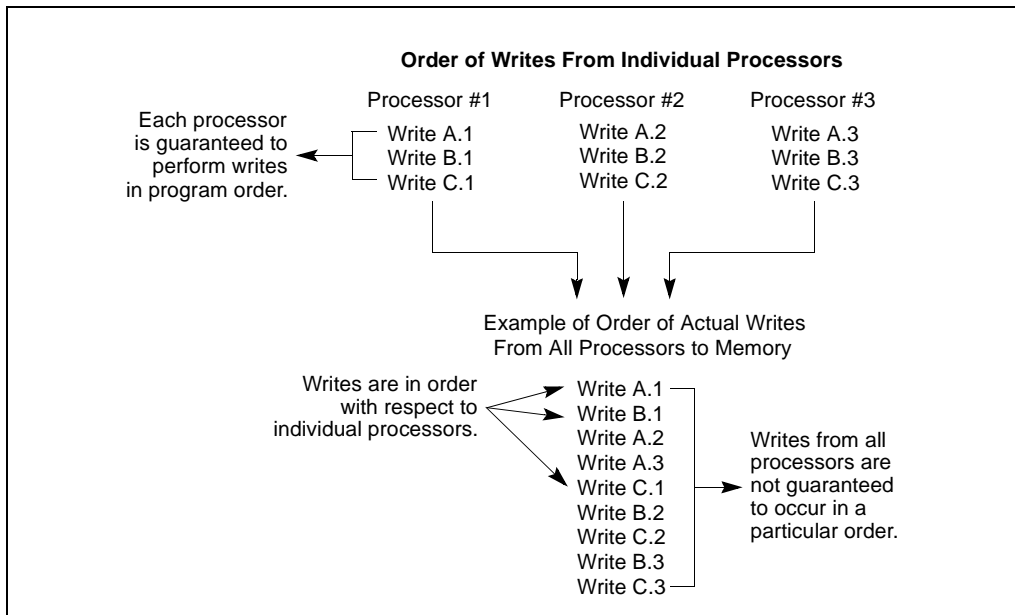 Order of Writes From Individual Processors
Processor #1
Processor #2
Processor #3
Each processor
is guaranteed to
perform writes
in program order.
Write A.1
Write B.1
Write C.1
Write A.2
Write B.2
Write C.2
Write A.3
Write B.3
Write C.3
Example of Order of Actual Writes
From All Processors to Memory
Writes are in order
with respect to
individual processors.
Write A.1
Write B.1
Write A.2
Write A.3
Write C.1
Write B.2
Write C.2
Write B.3
Write C.3
Writes from all
processors are
not guaranteed
to occur in a
particular order.